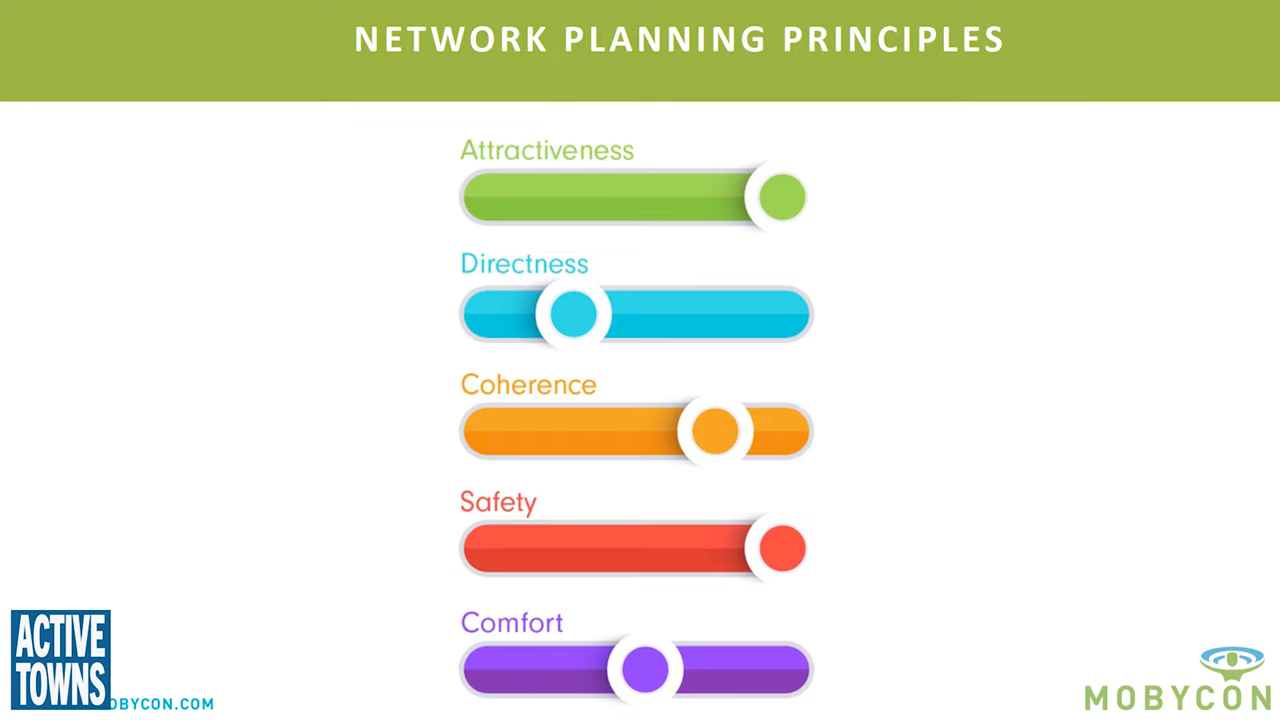 NETWORK PLANNING PRINCIPLES
Attractiveness
Directness
Coherence
Safety
Comfort
ACTIVE
TOWNS
OBYCON.COM
MOBYCON